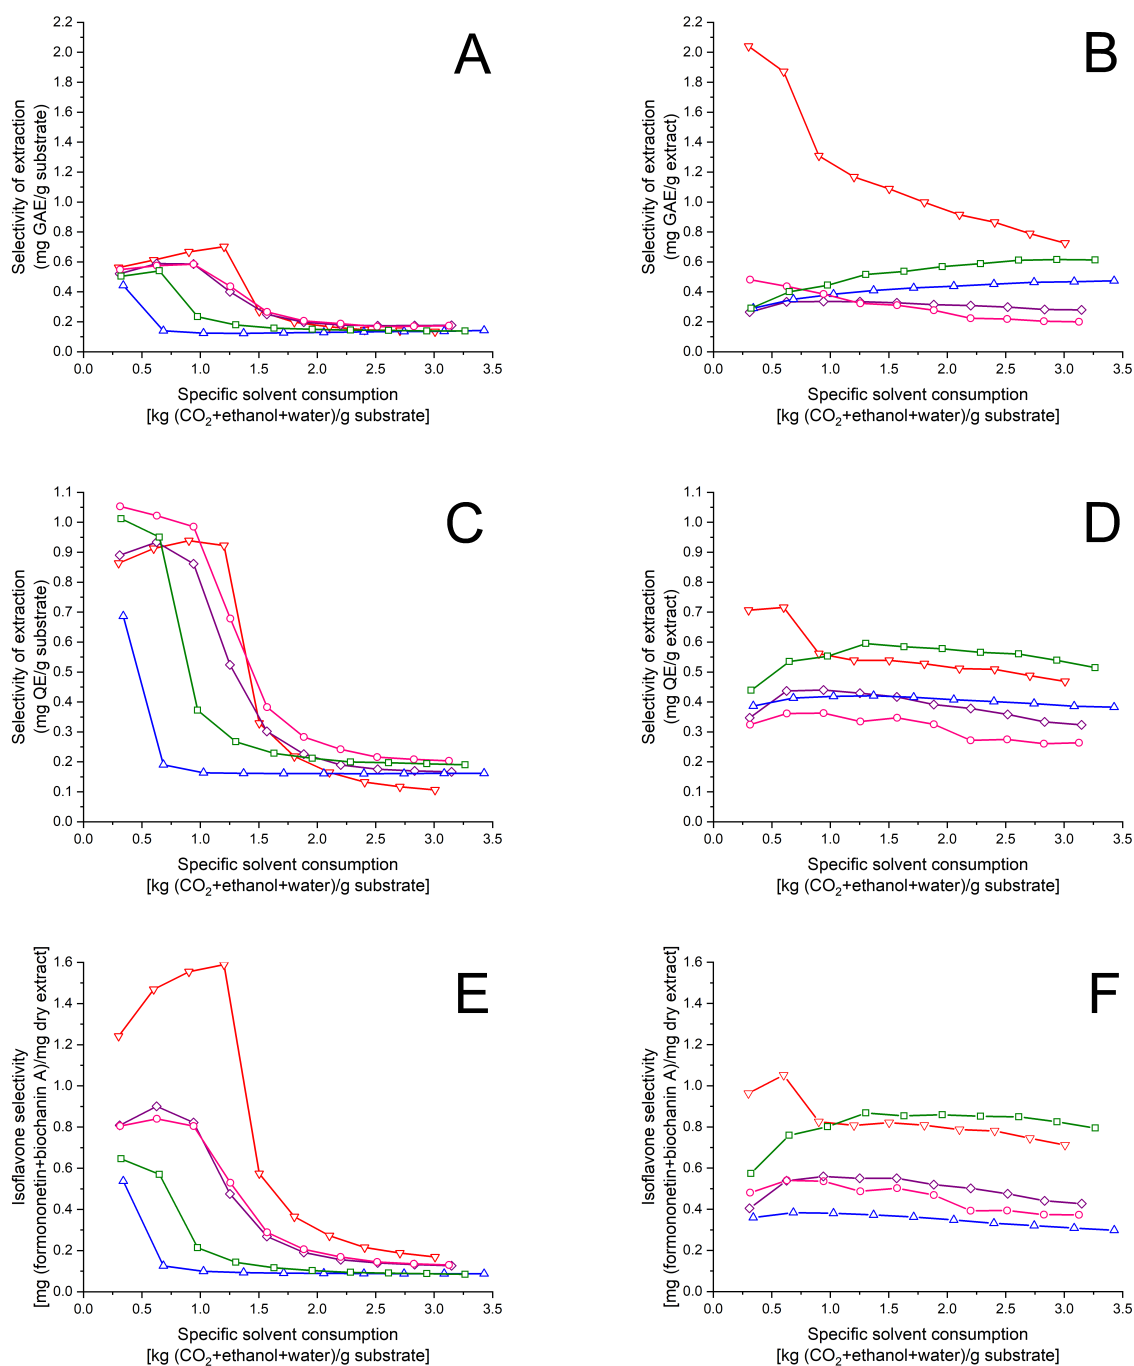 A
Selectivity of extraction
(mg GAE/g substrate)
2.2
2.0
1.8
1.6
1.4
1.2
1.0
0.8
0.6
0.4
0.2
0.0
0.0 0.5 1.0 1.5 2.0 2.5 3.0 3.5
Specific solvent consumption
[kg (CO2+ethanol+water)/g substrate]
B
Selectivity of extraction
(mg GAE/g extract)
2.2
2.0
1.8
1.6
1.4
1.2
1.0
0.8
0.6
0.4
0.2
0.0
0.0 0.5 1.0 1.5 2.0 2.5 3.0 3.5
Specific solvent consumption
[kg (CO2+ethanol+water)/g substrate]
C
Selectivity of extraction
(mg QE/g substrate)
1.1
1.0
0.9
0.8
0.7
0.6
0.5
0.4
0.3
0.2
0.1
0.0
0.0 0.5 1.0 1.5 2.0 2.5 3.0 3.5
Specific solvent consumption
[kg (CO2+ethanol+water)/g substrate]
D
Selectivity of extraction
(mg QE/g extract)
1.1
1.0
0.9
0.8
0.7
0.6
0.5
0.4
0.3
0.2
0.1
0.0
0.0 0.5 1.0 1.5 2.0 2.5 3.0 3.5
Specific solvent consumption
[kg (CO2+ethanol+water)/g substrate]
E
Isoflavone selectivity
[mg (formononetin+biochanin A)/mg dry extract]
1.6
1.4
1.2
1.0
0.8
0.6
0.4
0.2
0.0
0.0 0.5 1.0 1.5 2.0 2.5 3.0 3.5
Specific solvent consumption
[kg (CO2+ethanol+water)/g substrate]
F
Isoflavone selectivity
[mg (formononetin+biochanin A)/mg dry extract]
1.6
1.4
1.2
1.0
0.8
0.6
0.4
0.2
0.0
0.0 0.5 1.0 1.5 2.0 2.5 3.0 3.5
Specific solvent consumption
[kg (CO2+ethanol+water)/g substrate]